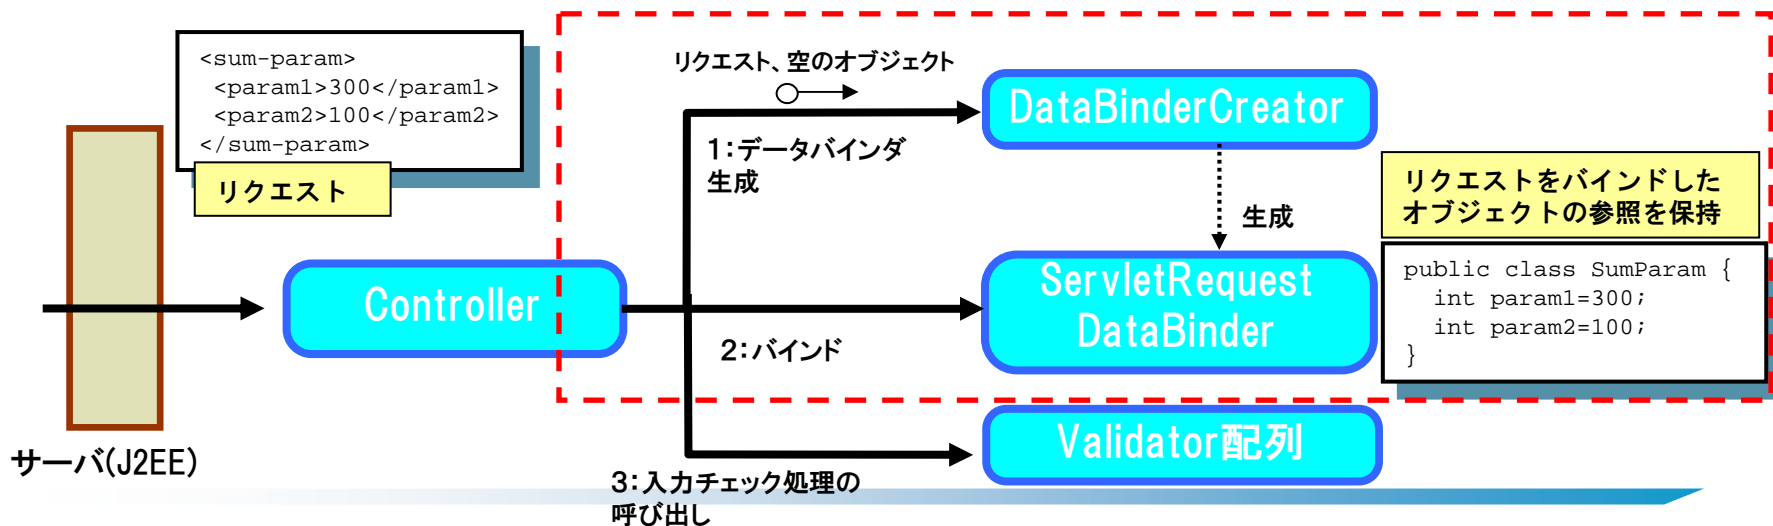 <sum-param>
<param1>300</param1>
<param2>100</param2>
</sum-param>
リクエスト
サーバ(J2EE)
Controller
リクエスト、空のオブジェクト
1:データバインダ
生成
DataBinderCreator
生成
2:バインド
ServletRequest
DataBinder
リクエストをバインドした
オブジェクトの参照を保持
public class SumParam {
int param1=300;
int param2=100;
}
3:入力チェック処理の
呼び出し
Validator配列